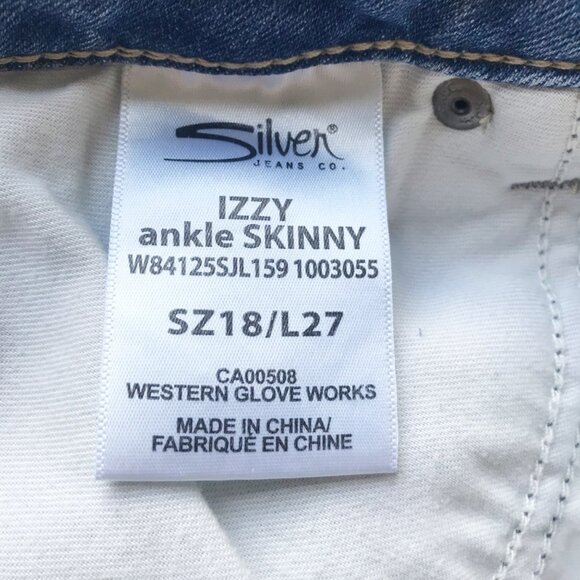 Silver®
JEANS CO.
IZZY
ankle SKINNY
W84125SJL159 1003055
SZ18/L27
CA00508
WESTERN GLOVE WORKS
MADE IN CHINA/
FABRIQUÉ EN CHINE